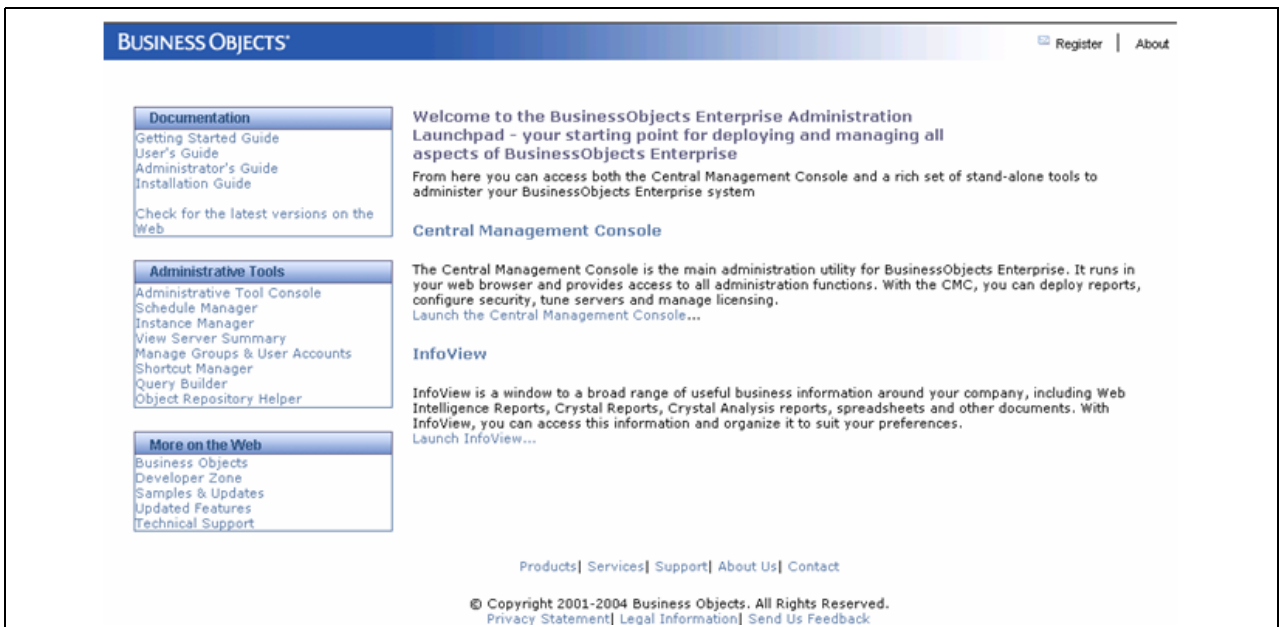 BUSINESS OBJECTS
Register | About
Documentation
Getting Started Guide
User's Guide
Administrator's Guide
Installation Guide
Check for the latest versions on the
Web
Administrative Tools
Administrative Tool Console
Schedule Manager
Instance Manager
View Server Summary
Manage Groups & User Accounts
Shortcut Manager
Query Builder
Object Repository Helper
More on the Web
Business Objects
Developer Zone
Samples & Updates
Updated Features
Technical Support
Welcome to the BusinessObjects Enterprise Administration
Launchpad - your starting point for deploying and managing all
aspects of BusinessObjects Enterprise
From here you can access both the Central Management Console and a rich set of stand-alone tools to
administer your BusinessObjects Enterprise system
Central Management Console
The Central Management Console is the main administration utility for BusinessObjects Enterprise. It runs in
your web browser and provides access to all administration functions. With the CMC, you can deploy reports,
configure security, tune servers and manage licensing.
Launch the Central Management Console...
InfoView
InfoView is a window to a broad range of useful business information around your company, including Web
Intelligence Reports, Crystal Reports, Crystal Analysis reports, spreadsheets and other documents. With
InfoView, you can access this information and organize it to suit your preferences.
Launch InfoView...
Products| Services| Support| About Us| Contact
© Copyright 2001-2004 Business Objects. All Rights Reserved.
Privacy Statement| Legal Information| Send Us Feedback